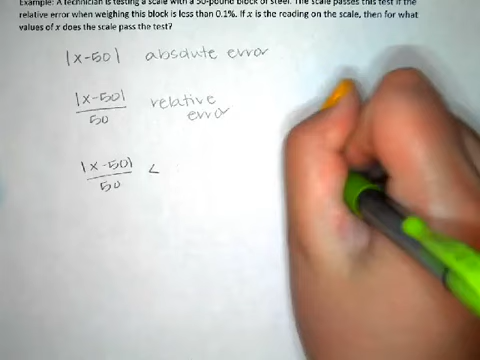 Example: A technician is testing a scale with a 50-pound block of steel. The scale passes this test if the
relative error when weighing this block is less than 0.1%. If x is the reading on the scale, then for what
values of x does the scale pass the test?
|x-50| absolute error
|x-50|
50
relative
error
|x-50| <
50